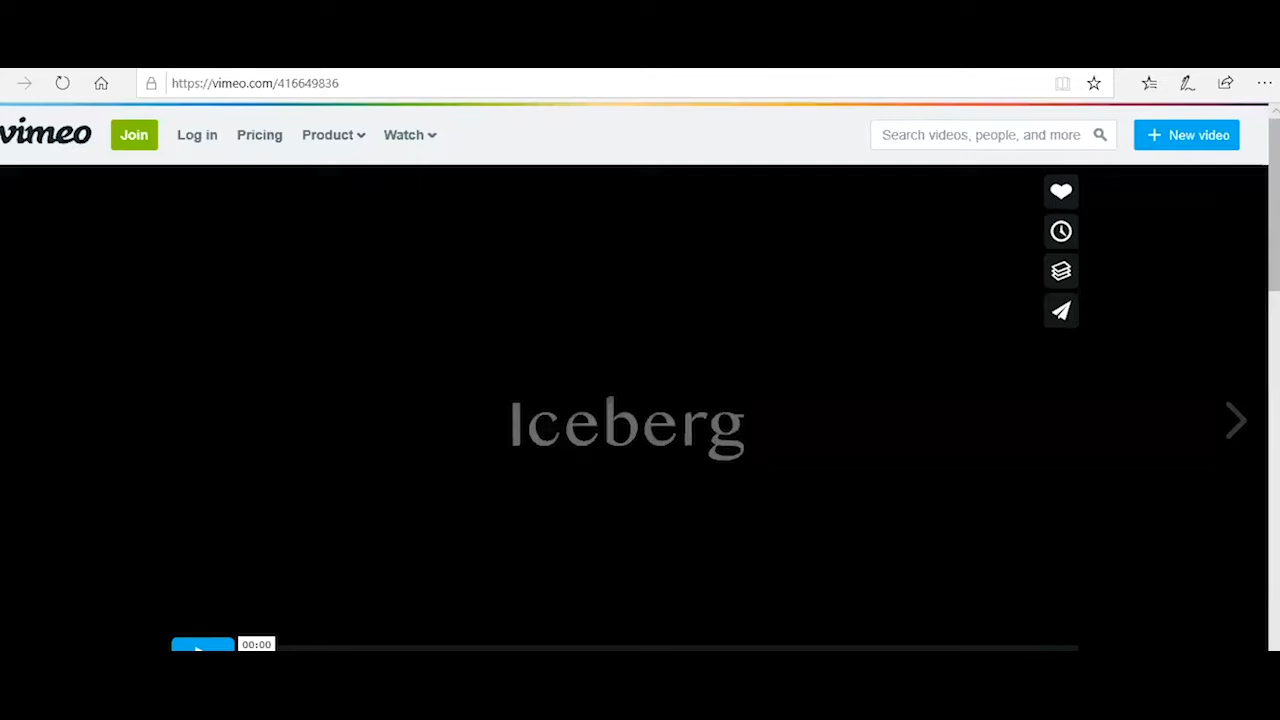 https://vimeo.com/416649836
vimeo Join Log in Pricing Product Watch Search videos, people, and more + New video
Iceberg
00:00